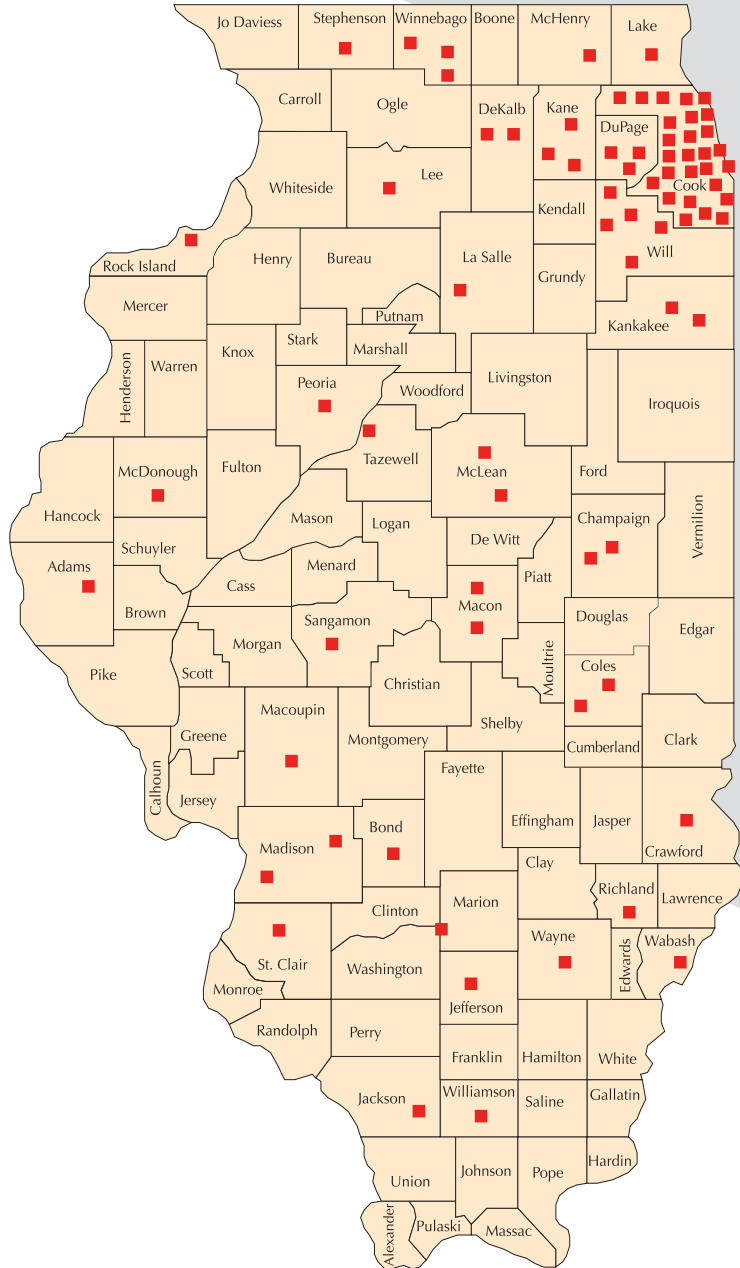 Jo Daviess
Stephenson
Winnebago
Boone
McHenry
Lake
Carroll
Ogle
DeKalb
Kane
DuPage
Cook
Whiteside
Lee
Kendall
Will
Rock Island
Henry
Bureau
La Salle
Grundy
Mercer
Putnam
Kankakee
Henderson
Warren
Knox
Stark
Marshall
Peoria
Woodford
Livingston
Iroquois
McDonough
Fulton
Tazewell
McLean
Ford
Hancock
Mason
Logan
De Witt
Champaign
Vermilion
Schuyler
Adams
Brown
Cass
Menard
Piatt
Macon
Douglas
Edgar
Sangamon
Morgan
Scott
Pike
Christian
Moultrie
Coles
Macoupin
Greene
Montgomery
Shelby
Cumberland
Clark
Calhoun
Jersey
Fayette
Effingham
Jasper
Crawford
Madison
Bond
Clay
Richland
Lawrence
Clinton
Marion
Wayne
Edwards
Wabash
St. Clair
Washington
Monroe
Jefferson
Randolph
Perry
Franklin
Hamilton
White
Jackson
Williamson
Saline
Gallatin
Union
Johnson
Pope
Hardin
Alexander
Pulaski
Massac